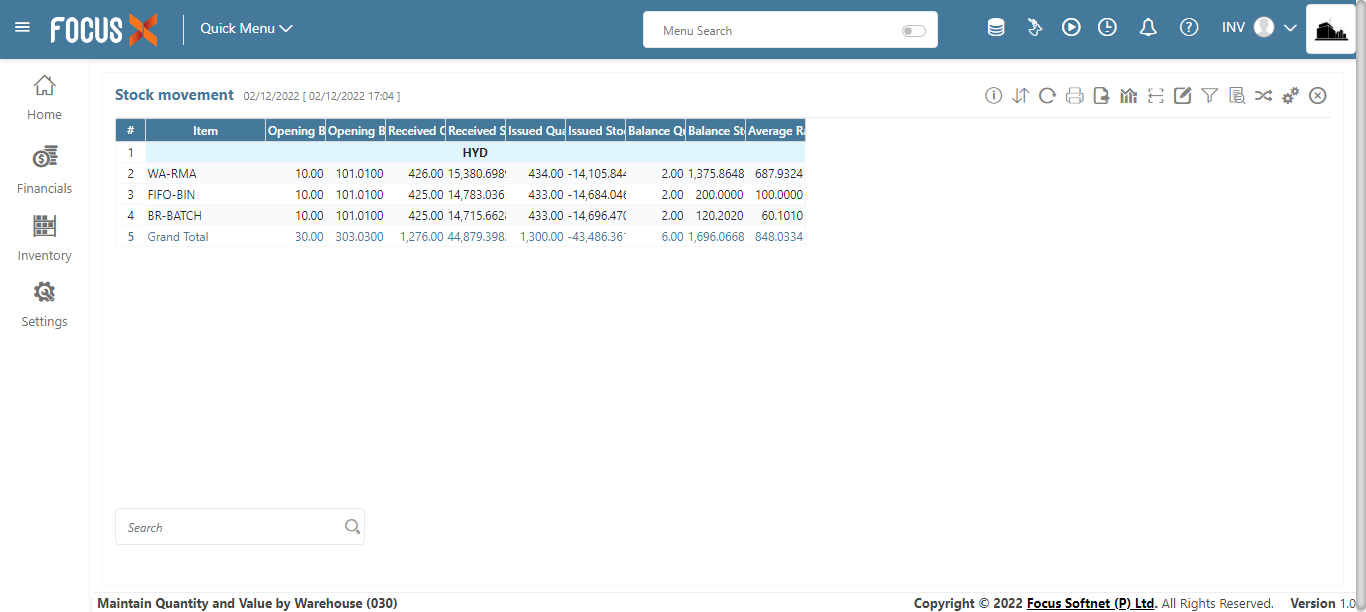 FOCUS X Quick Menu Menu Search INV
Stock movement 02/12/2022 [ 02/12/2022 17:04 ]
Home
Financials
Inventory
Settings
# Item Opening B Opening B Received Received S Issued Qua Issued Sto Balance Qu Balance St Average Ra
1 HYD
2 WA-RMA 10.00 101.0100 426.00 15,380.698 434.00 -14,105.844 2.00 1,375.8648 687.9324
3 FIFO-BIN 10.00 101.0100 425.00 14,783.036 433.00 -14,684.046 2.00 200.0000 100.0000
4 BR-BATCH 10.00 101.0100 425.00 14,715.662 433.00 -14,696.470 2.00 120.2020 60.1010
5 Grand Total 30.00 303.0300 1,276.00 44,879.398 1,300.00 -43,486.36 6.00 1,696.0668 848.0334
Search
Maintain Quantity and Value by Warehouse (030) Copyright © 2022 Focus Softnet (P) Ltd. All Rights Reserved. Version 1.0